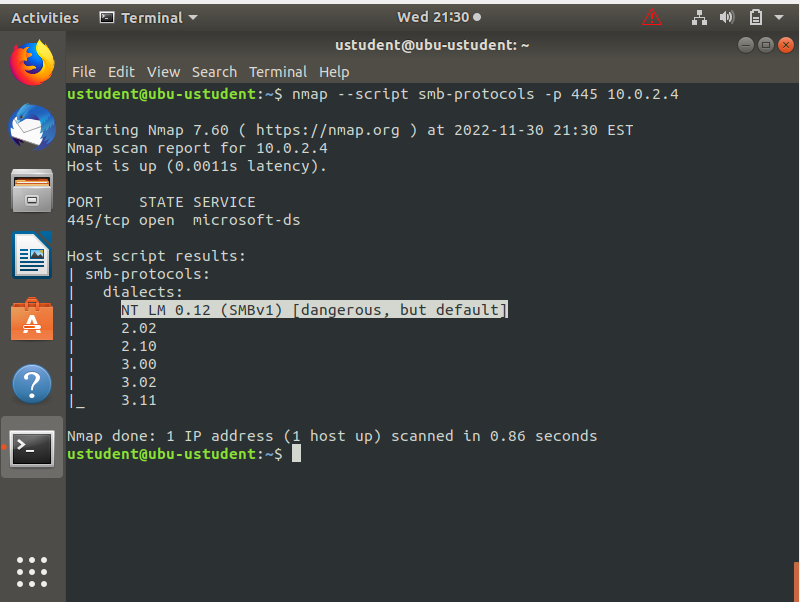 Activities Terminal Wed 21:30
ustudent@ubu-ustudent: ~
File Edit View Search Terminal Help
ustudent@ubu-ustudent:~$ nmap --script smb-protocols -p 445 10.0.2.4
Starting Nmap 7.60 ( https://nmap.org ) at 2022-11-30 21:30 EST
Nmap scan report for 10.0.2.4
Host is up (0.0011s latency).
PORT    STATE SERVICE
445/tcp open  microsoft-ds
Host script results:
| smb-protocols:
|   dialects:
|     NT LM 0.12 (SMBv1) [dangerous, but default]
|     2.02
|     2.10
|     3.00
|     3.02
|_    3.11
Nmap done: 1 IP address (1 host up) scanned in 0.86 seconds
ustudent@ubu-ustudent:~$